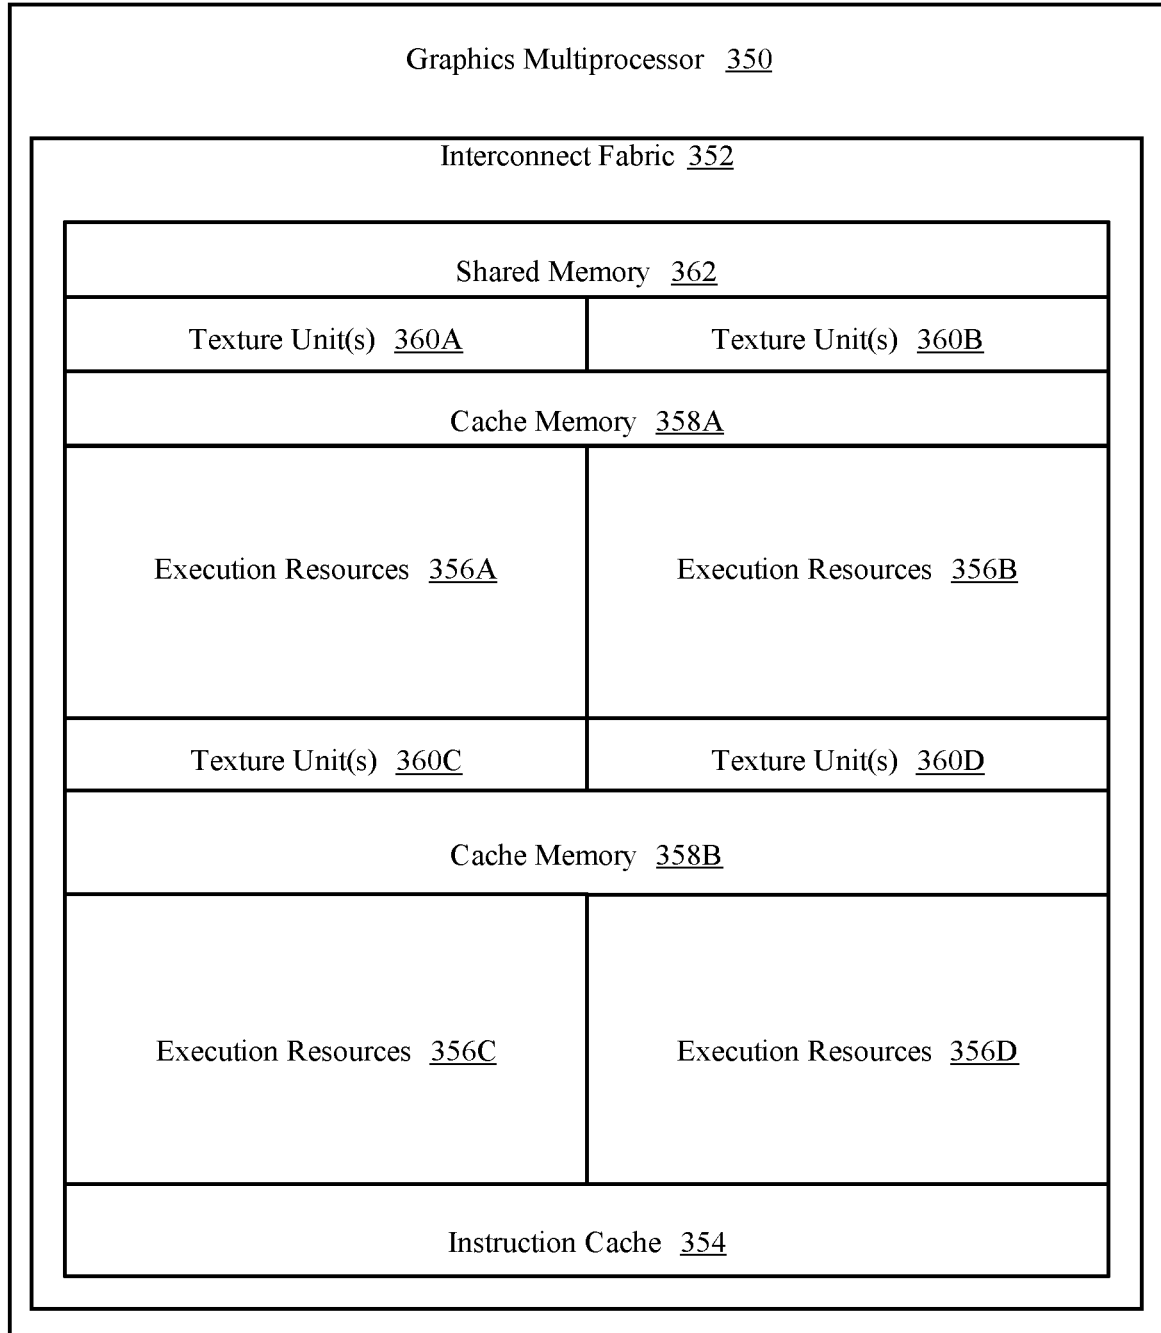 Graphics Multiprocessor 350
Interconnect Fabric 352
Shared Memory 362
Texture Unit(s) 360A
Texture Unit(s) 360B
Cache Memory 358A
Execution Resources 356A
Execution Resources 356B
Texture Unit(s) 360C
Texture Unit(s) 360D
Cache Memory 358B
Execution Resources 356C
Execution Resources 356D
Instruction Cache 354